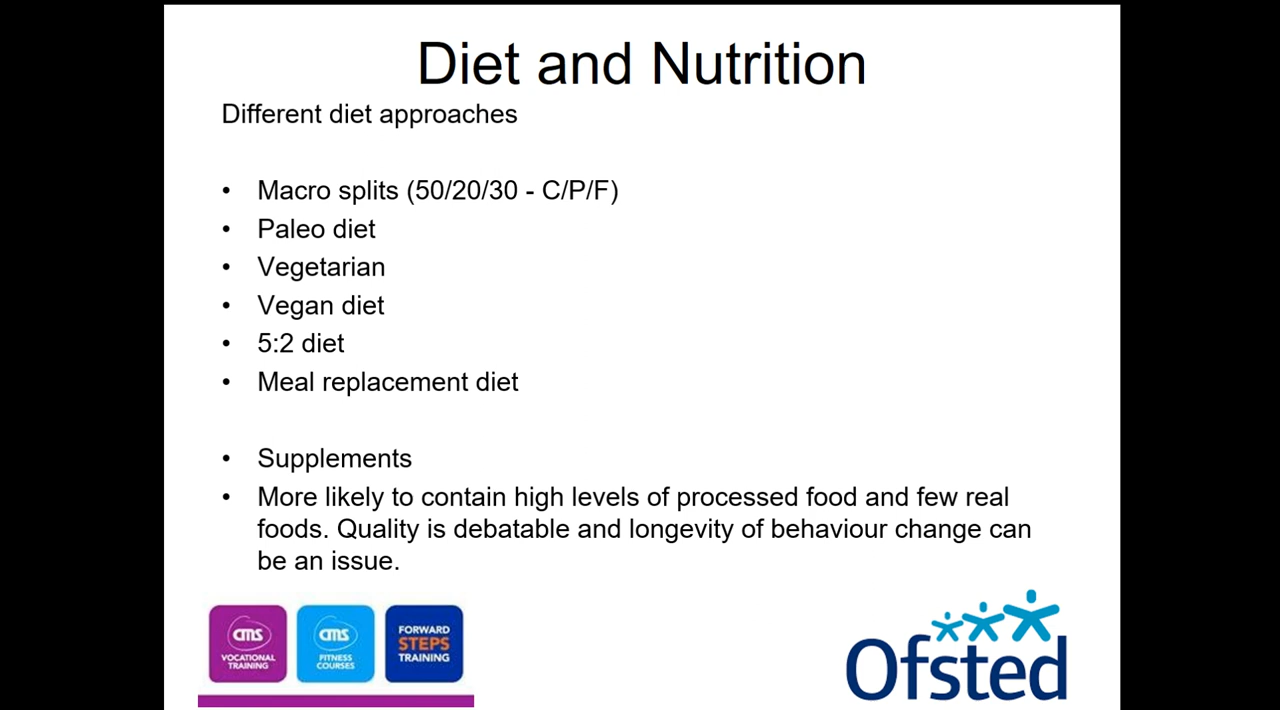 Diet and Nutrition
Different diet approaches
• Macro splits (50/20/30 - C/P/F)
• Paleo diet
• Vegetarian
• Vegan diet
• 5:2 diet
• Meal replacement diet
• Supplements
• More likely to contain high levels of processed food and few real
foods. Quality is debatable and longevity of behaviour change can
be an issue.
cms
VOCATIONAL
TRAINING
cms
FITNESS
COURSES
FORWARD
STEPS
TRAINING
Ofsted